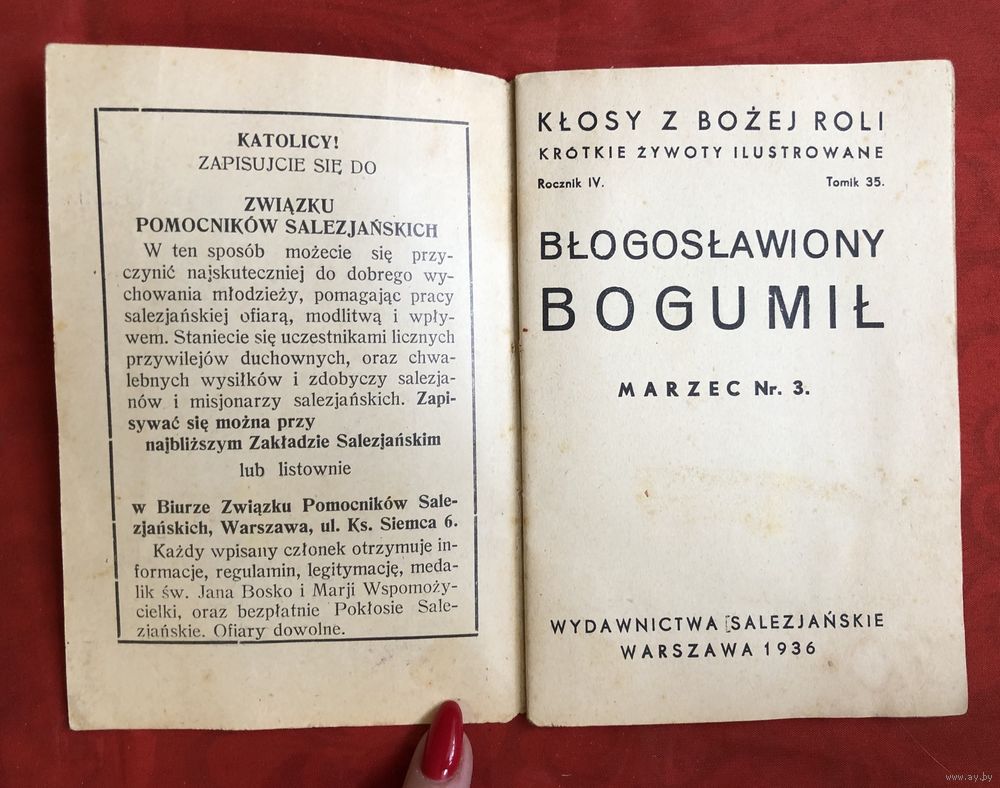 KATOLICY!
ZAPISUJCIE SIĘ DO
ZWIĄZKU
POMOCNIKÓW SALEZJAŃSKICH
W ten sposób możecie się przy-
czynić najskuteczniej do dobrego wy-
chowania młodzieży, pomagając pracy
salezjańskiej ofiarą, modlitwą i wpły-
wem. Staniecie się uczestnikami licznych
przywilejów duchownych, oraz chwa-
lebnych wysiłków i zdobyczy salezja-
nów i misjonarzy salezjańskich. Zapi-
sywać się można przy
najbliższym Zakładzie Salezjańskim
lub listownie
w Biurze Związku Pomocników Sale-
zjańskich, Warszawa, ul. Ks. Siemca 6.
Każdy wpisany członek otrzymuje in-
formacje, regulamin, legitymację, meda-
lik św. Jana Bosko i Marji Wspomoży-
cielki, oraz bezpłatnie Pokłosie Sale-
ziańskie. Ofiary dowolne.
KŁOSY Z BOŻEJ ROLI
KRÓTKIE ŻYWOTY ILUSTROWANE
Rocznik IV. Tomik 35.
BŁOGOSŁAWIONY
BOGUMIŁ
MARZEC Nr. 3.
WYDAWNICTWA SALEZJAŃSKIE
WARSZAWA 1936
www.ay.by